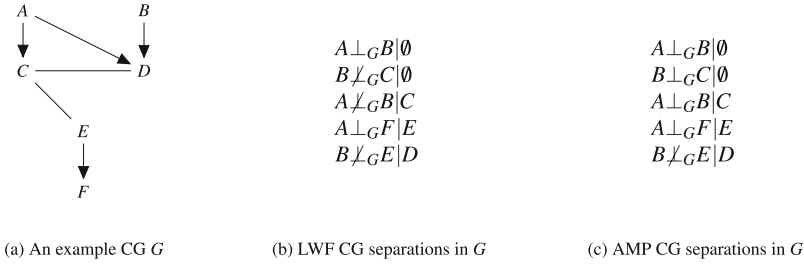 A B
C D
E
F
A⊥_G B|∅
B⊥̸_G C|∅
A⊥̸_G B|C
A⊥_G F|E
B⊥̸_G E|D
A⊥_G B|∅
B⊥_G C|∅
A⊥_G B|C
A⊥_G F|E
B⊥̸_G E|D
(a) An example CG G
(b) LWF CG separations in G
(c) AMP CG separations in G